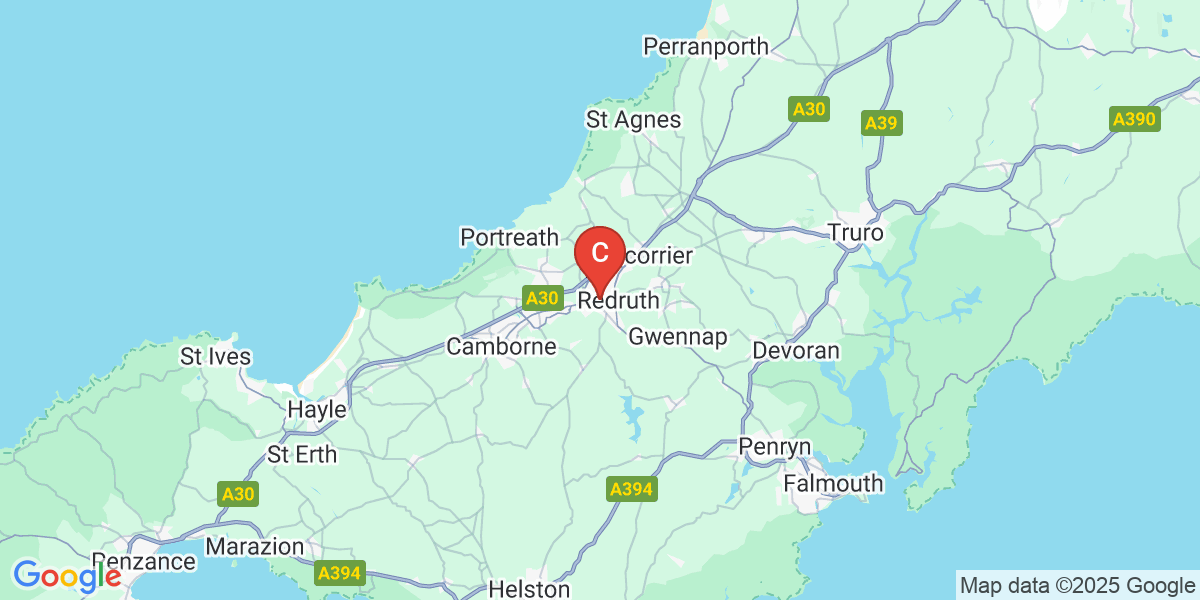 Perranporth
A30
A39
A390
St Agnes
Truro
Portreath
C
corrier
A30
Redruth
Gwennap
Camborne
Devoran
St Ives
Hayle
St Erth
Penryn
Falmouth
A30
A394
Marazion
Penzance
A394
Helston
Google
Map data ©2025 Google